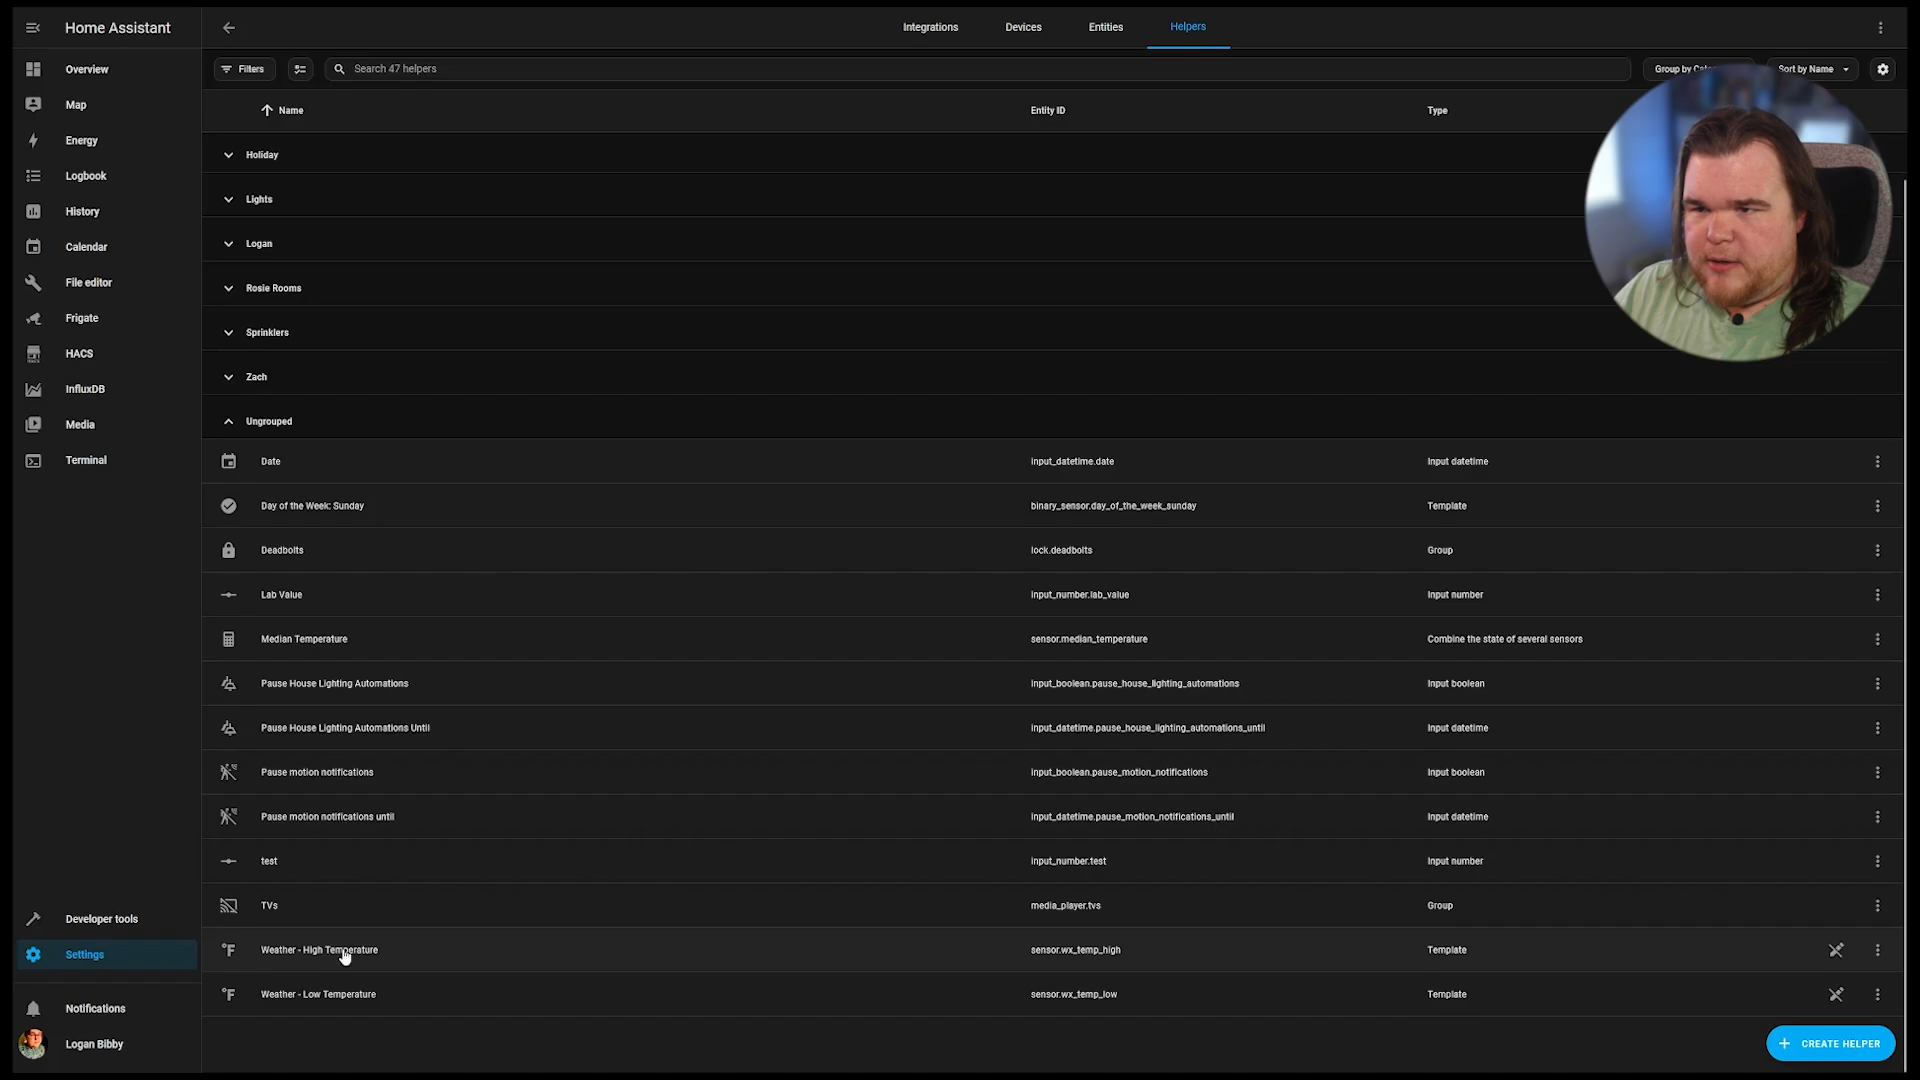 Home Assistant
Integrations
Devices
Entities
Helpers
Overview
Map
Energy
Logbook
History
Calendar
File editor
Frigate
HACS
InfluxDB
Media
Terminal
Developer tools
Settings
Notifications
Logan Bibby
Filters
Search 47 helpers
Group by
Sort by Name
Name Entity ID Type
Holiday
Lights
Logan
Rosie Rooms
Sprinklers
Zach
Ungrouped
Date input_datetime.date Input datetime
Day of the Week: Sunday binary_sensor.day_of_the_week_sunday Template
Deadbolts lock.deadbolts Group
Lab Value input_number.lab_value Input number
Median Temperature sensor.median_temperature Combine the state of several sensors
Pause House Lighting Automations input_boolean.pause_house_lighting_automations Input boolean
Pause House Lighting Automations Until input_datetime.pause_house_lighting_automations_until Input datetime
Pause motion notifications input_boolean.pause_motion_notifications Input boolean
Pause motion notifications until input_datetime.pause_motion_notifications_until Input datetime
test input_number.test Input number
TVs media_player.tvs Group
Weather - High Temperature sensor.wx_temp_high Template
Weather - Low Temperature sensor.wx_temp_low Template
CREATE HELPER